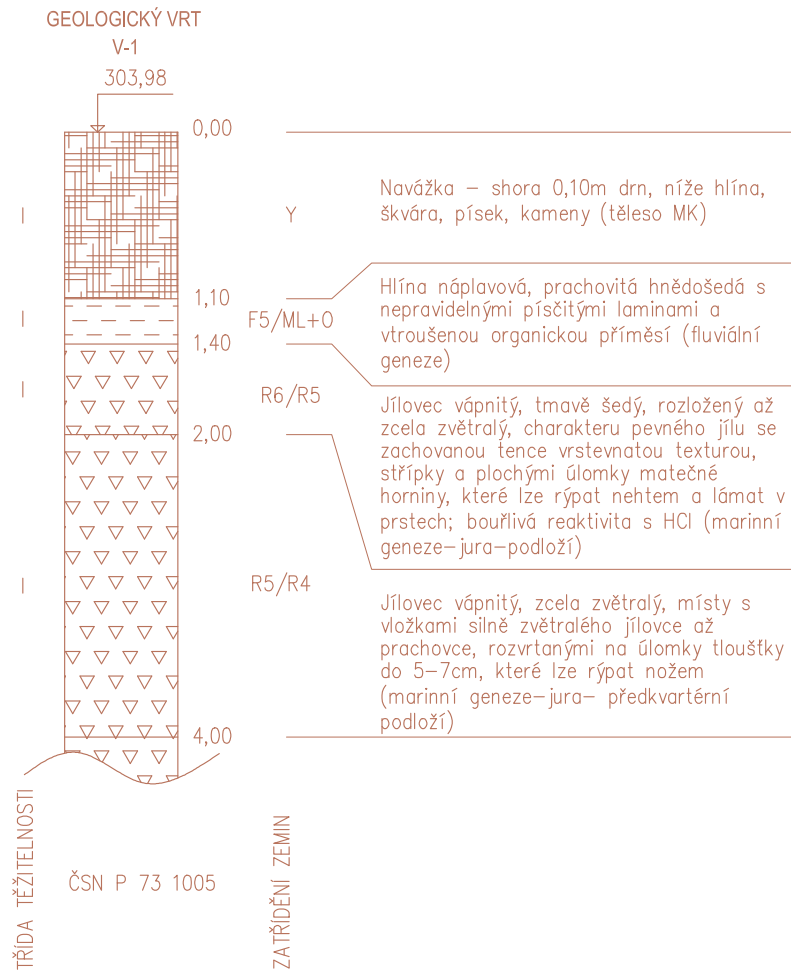 GEOLOGICKÝ VRT
V-1
303,98
0,00
I
Y
Navážka – shora 0,10m drn, níže hlína,
škvára, písek, kameny (těleso MK)
1,10
I
F5/ML+O
Hlína náplavová, prachovitá hnědošedá s
nepravidelnými písčitými laminami a
vtroušenou organickou příměsí (fluviální
geneze)
1,40
I
R6/R5
Jílovec vápnitý, tmavě šedý, rozložený až
zcela zvětralý, charakteru pevného jílu se
zachovanou tence vrstevnatou texturou,
střípky a plochými úlomky matečné
horniny, které lze rýpat nehtem a lámat v
prstech; bouřlivá reaktivita s HCl (marinní
geneze–jura–podloží)
2,00
I
R5/R4
Jílovec vápnitý, zcela zvětralý, místy s
vložkami silně zvětralého jílovce až
prachovce, rozvrtanými na úlomky tloušťky
do 5–7cm, které lze rýpat nožem
(marinní geneze–jura– předkvartérní
podloží)
4,00
TŘÍDA TĚŽITELNOSTI
ČSN P 73 1005
ZATŘÍDĚNÍ ZEMIN